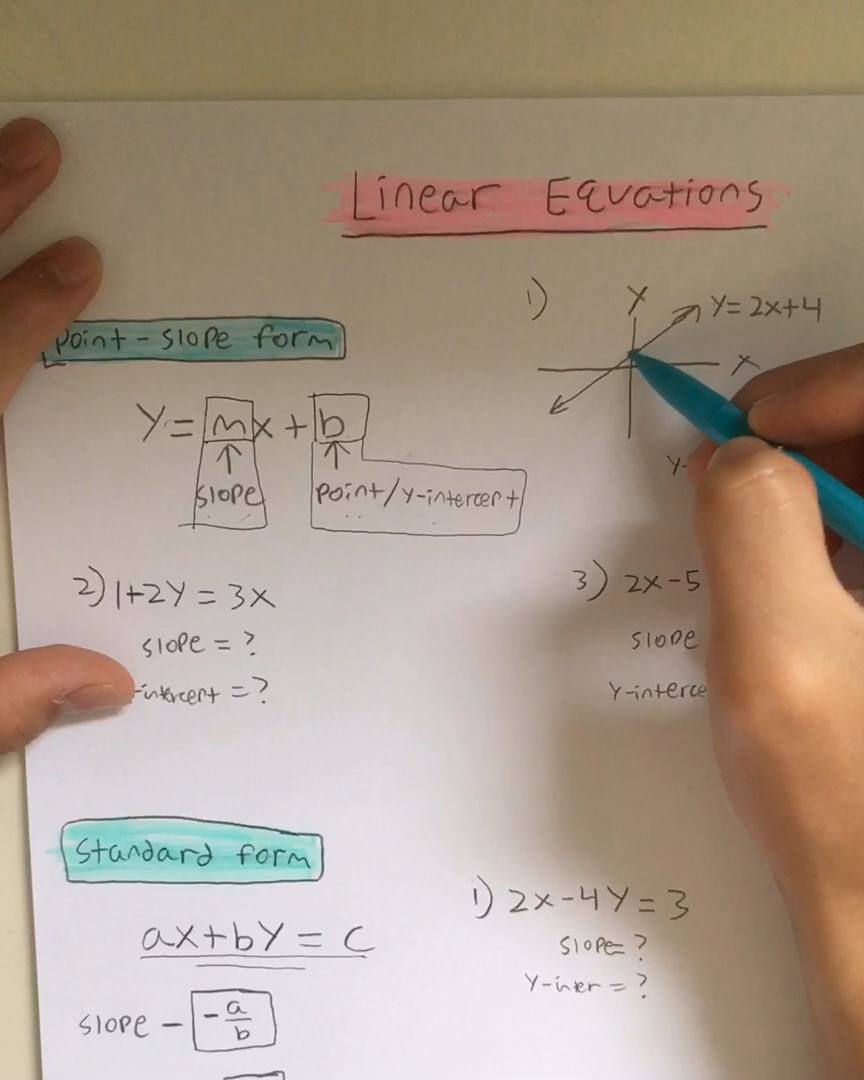 Linear Equations
Point-slope form
y = mx + b
slope
point/y-intercept
1)
y
y = 2x+4
x
y-
2) 1+2y = 3x
slope = ?
-intercept = ?
3) 2x-5
slope
y-interce
Standard form
ax+by = c
slope - -a/b
1) 2x-4y = 3
slope= ?
y-inter = ?